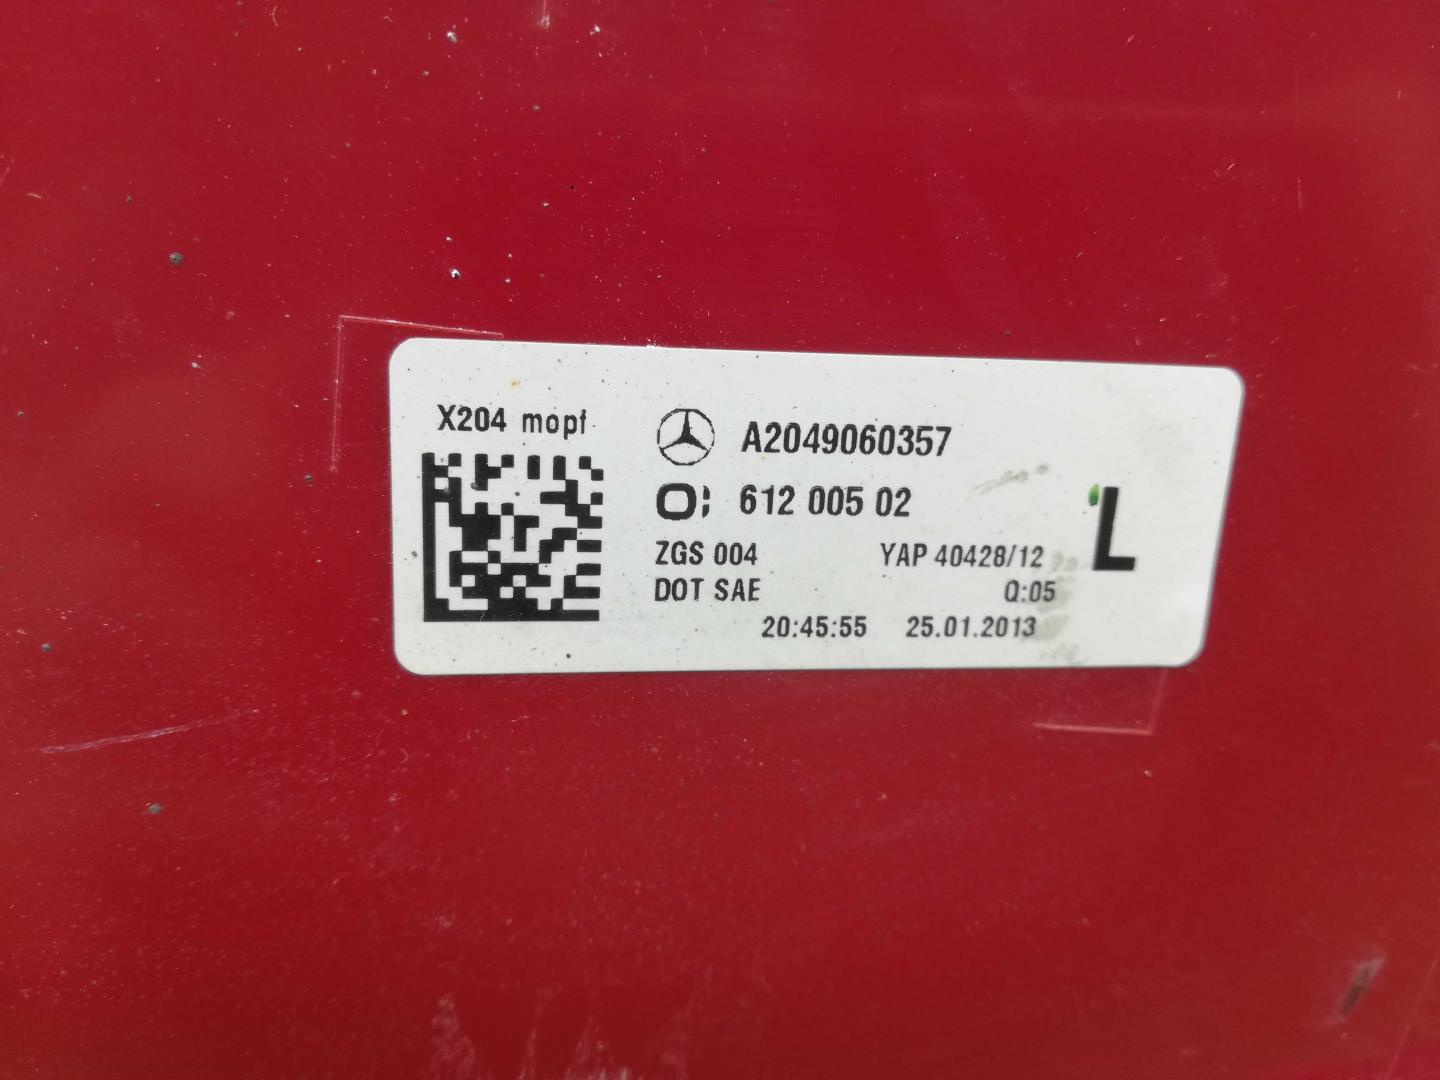 X204 mopf
A2049060357
O; 612 005 02
ZGS 004 YAP 40428/12
DOT SAE Q:05
20:45:55 25.01.2013
L